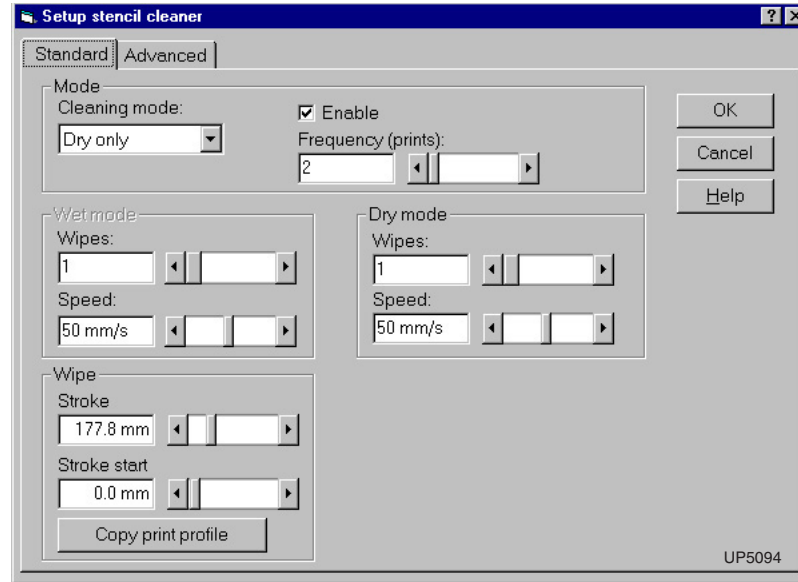 Setup stencil cleaner
Standard Advanced
Mode
Cleaning mode:
Dry only
Enable
Frequency (prints):
2
OK
Cancel
Help
Wet mode
Wipes:
1
Speed:
50 mm/s
Dry mode
Wipes:
1
Speed:
50 mm/s
Wipe
Stroke
177.8 mm
Stroke start
0.0 mm
Copy print profile
UP5094